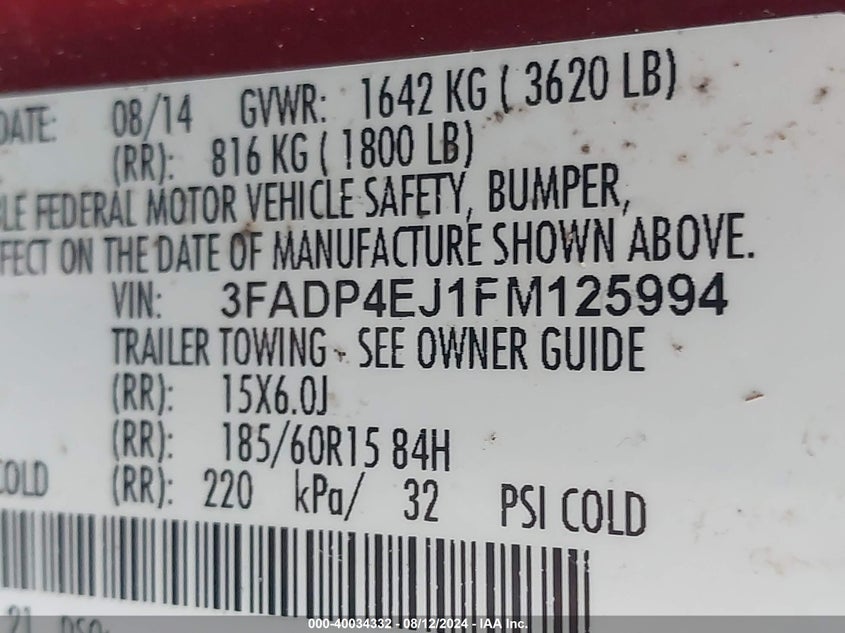 DATE: 08/14 GVWR: 1642 KG ( 3620 LB)
(RR): 816 KG ( 1800 LB)
FEDERAL MOTOR VEHICLE SAFETY, BUMPER,
ON THE DATE OF MANUFACTURE SHOWN ABOVE.
VIN: 3FADP4EJ1FM125994
TRAILER TOWING - SEE OWNER GUIDE
(RR): 15X6.0J
(RR): 185/60R15 84H
COLD (RR): 220 kPa/ 32 PSI COLD
21 DSO
000-40034332 - 08/12/2024 - IAA Inc.